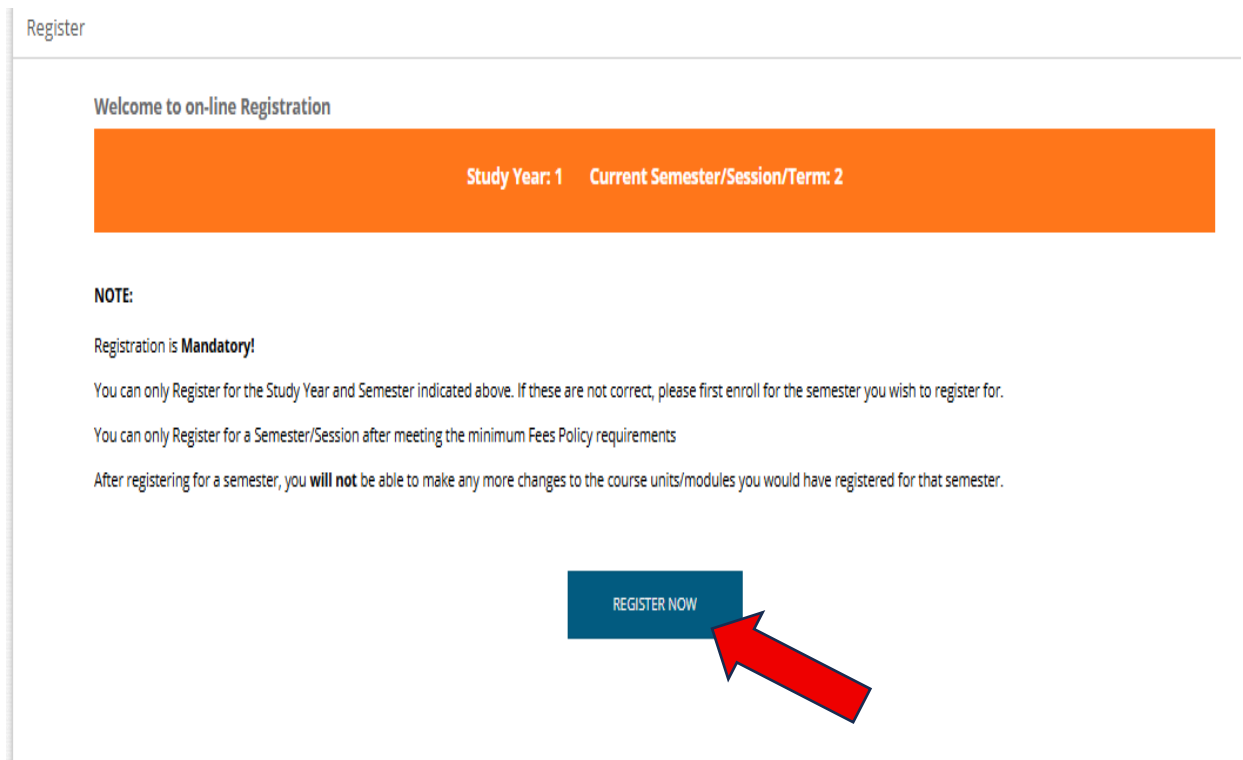 Register
Welcome to on-line Registration
Study Year: 1 Current Semester/Session/Term: 2
NOTE:
Registration is Mandatory!
You can only Register for the Study Year and Semester indicated above. If these are not correct, please first enroll for the semester you wish to register for.
You can only Register for a Semester/Session after meeting the minimum Fees Policy requirements
After registering for a semester, you will not be able to make any more changes to the course units/modules you would have registered for that semester.
REGISTER NOW